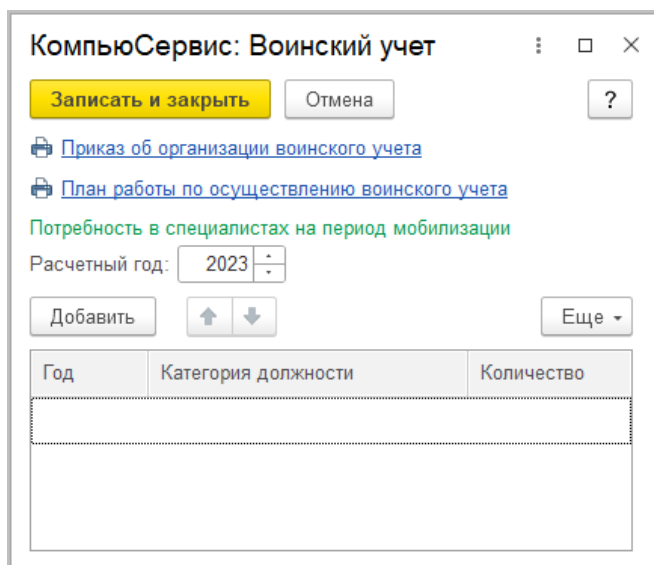 КомпьюСервис: Воинский учет
Записать и закрыть Отмена ?
Приказ об организации воинского учета
План работы по осуществлению воинского учета
Потребность в специалистах на период мобилизации
Расчетный год: 2023
Добавить Еще
Год Категория должности Количество